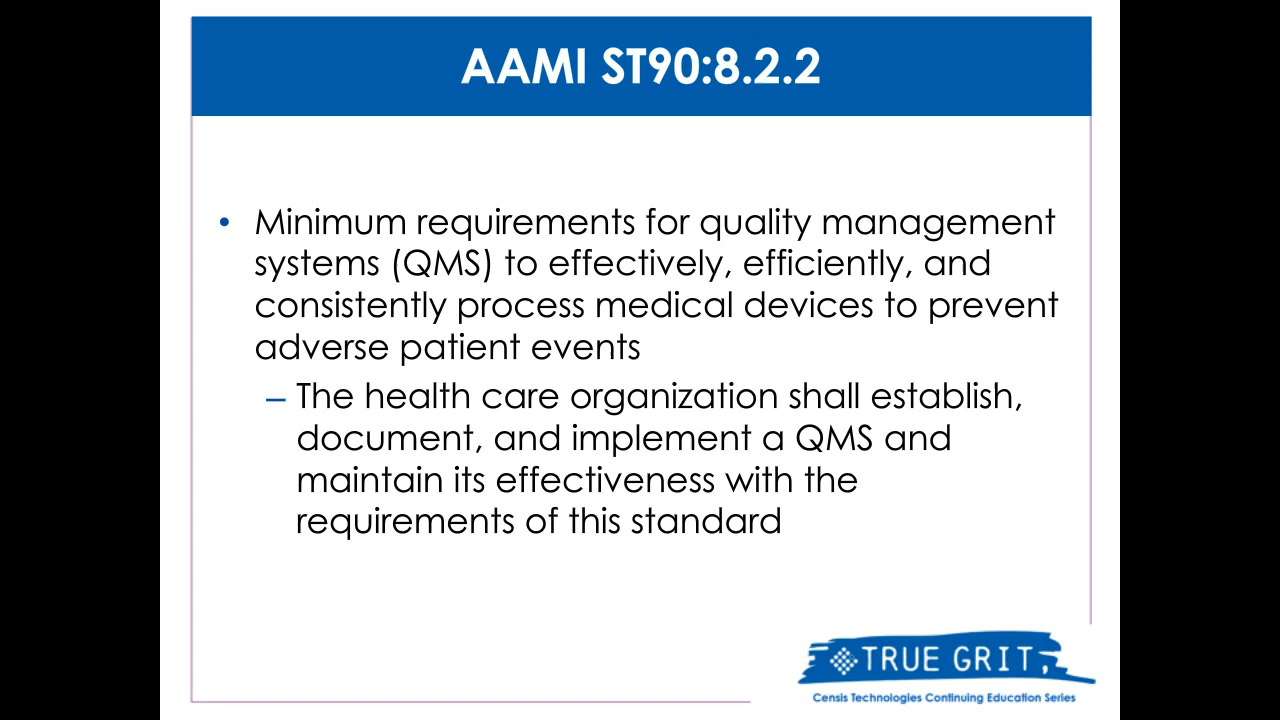 AAMI ST90:8.2.2
• Minimum requirements for quality management
systems (QMS) to effectively, efficiently, and
consistently process medical devices to prevent
adverse patient events
– The health care organization shall establish,
document, and implement a QMS and
maintain its effectiveness with the
requirements of this standard
TRUE GRIT
Censis Technologies Continuing Education Series